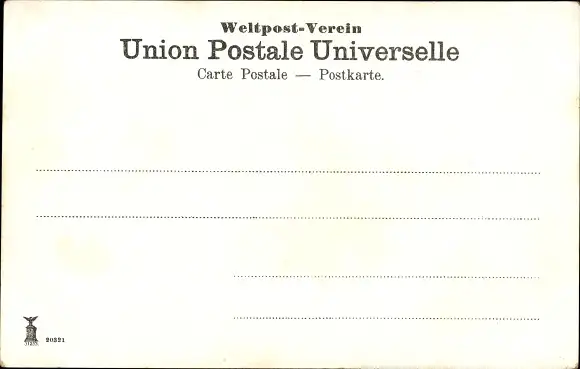 Weltpost-Verein
Union Postale Universelle
Carte Postale — Postkarte.
20321